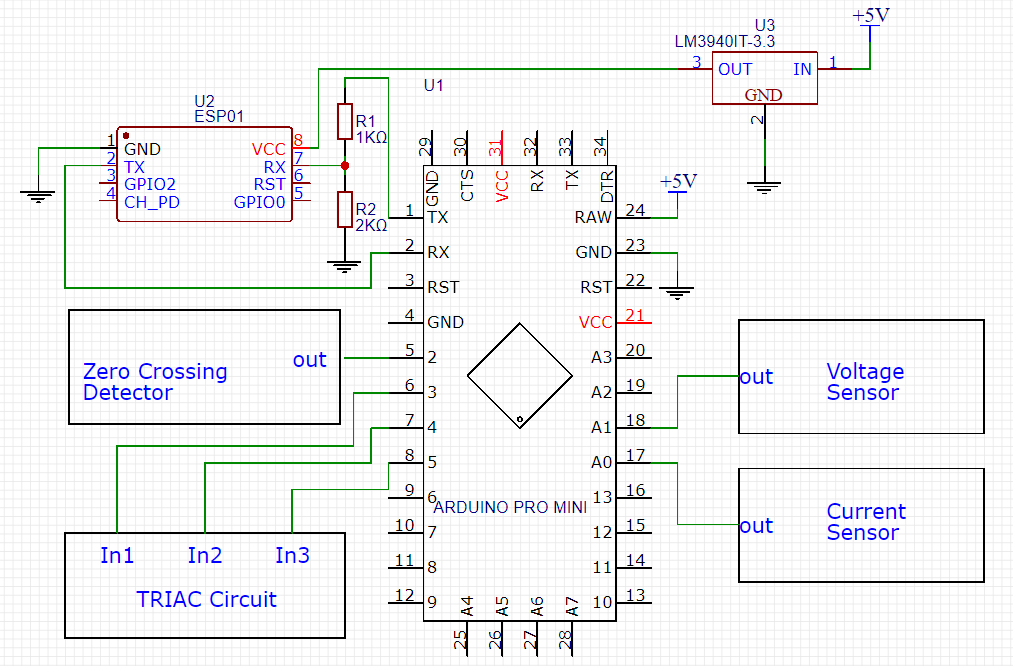 +5V
U3
LM3940IT-3.3
3 OUT IN 1
GND
2
U1
U2
ESP01
R1
1KΩ
1 GND VCC 8
2 TX RX 7
3 GPIO2 RST 6
4 CH_PD GPIO0 5
R2
2KΩ
29 30 31 32 33 34
GND CTS VCC RX TX DTR
+5V
1 TX RAW 24
2 RX GND 23
3 RST RST 22
4 GND VCC 21
5 2 A3 20
6 3 A2 19
7 4 A1 18
8 5 A0 17
9 6 13 16
ARDUINO PRO MINI
10 7 12 15
11 8 11 14
12 9 10 13
A4 A5 A6 A7
25 26 27 28
out
Zero Crossing
Detector
out Voltage
Sensor
out Current
Sensor
In1 In2 In3
TRIAC Circuit